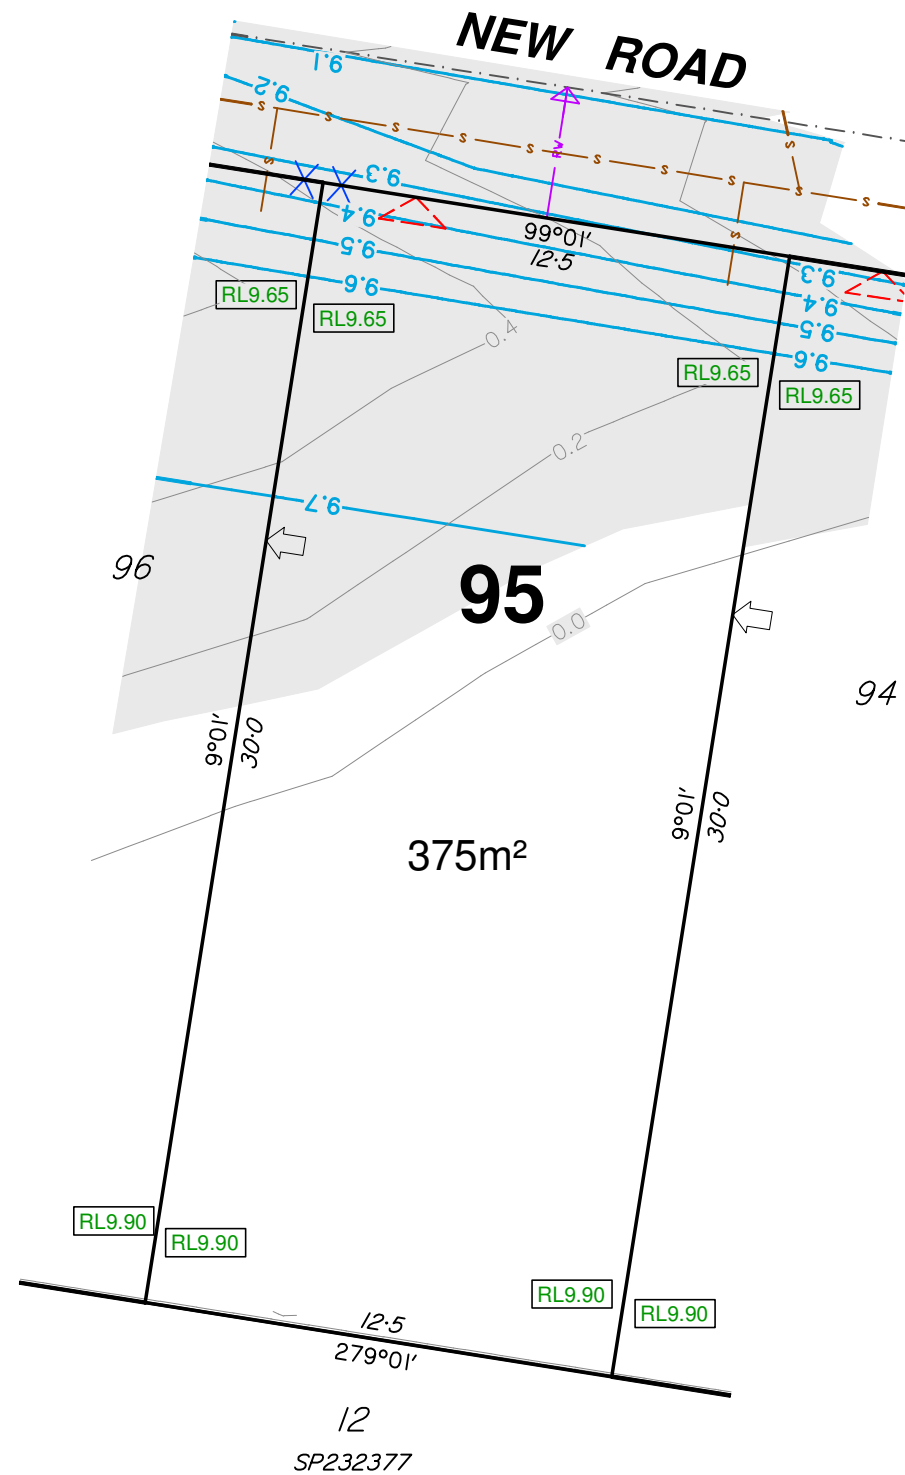 NEW ROAD
9.1
9.2
S
S
S
S
S
S
S
S
S
S
S
S
RV
9.3
9.4
9.5
9.6
99°01′
12·5
9.3
9.4
9.5
9.6
RL9.65
RL9.65
0.4
RL9.65
RL9.65
0.2
9.7
96
95
0.0
94
9°01′
30·0
9°01′
30·0
375m²
RL9.90
RL9.90
RL9.90
RL9.90
12·5
279°01′
12
SP232377